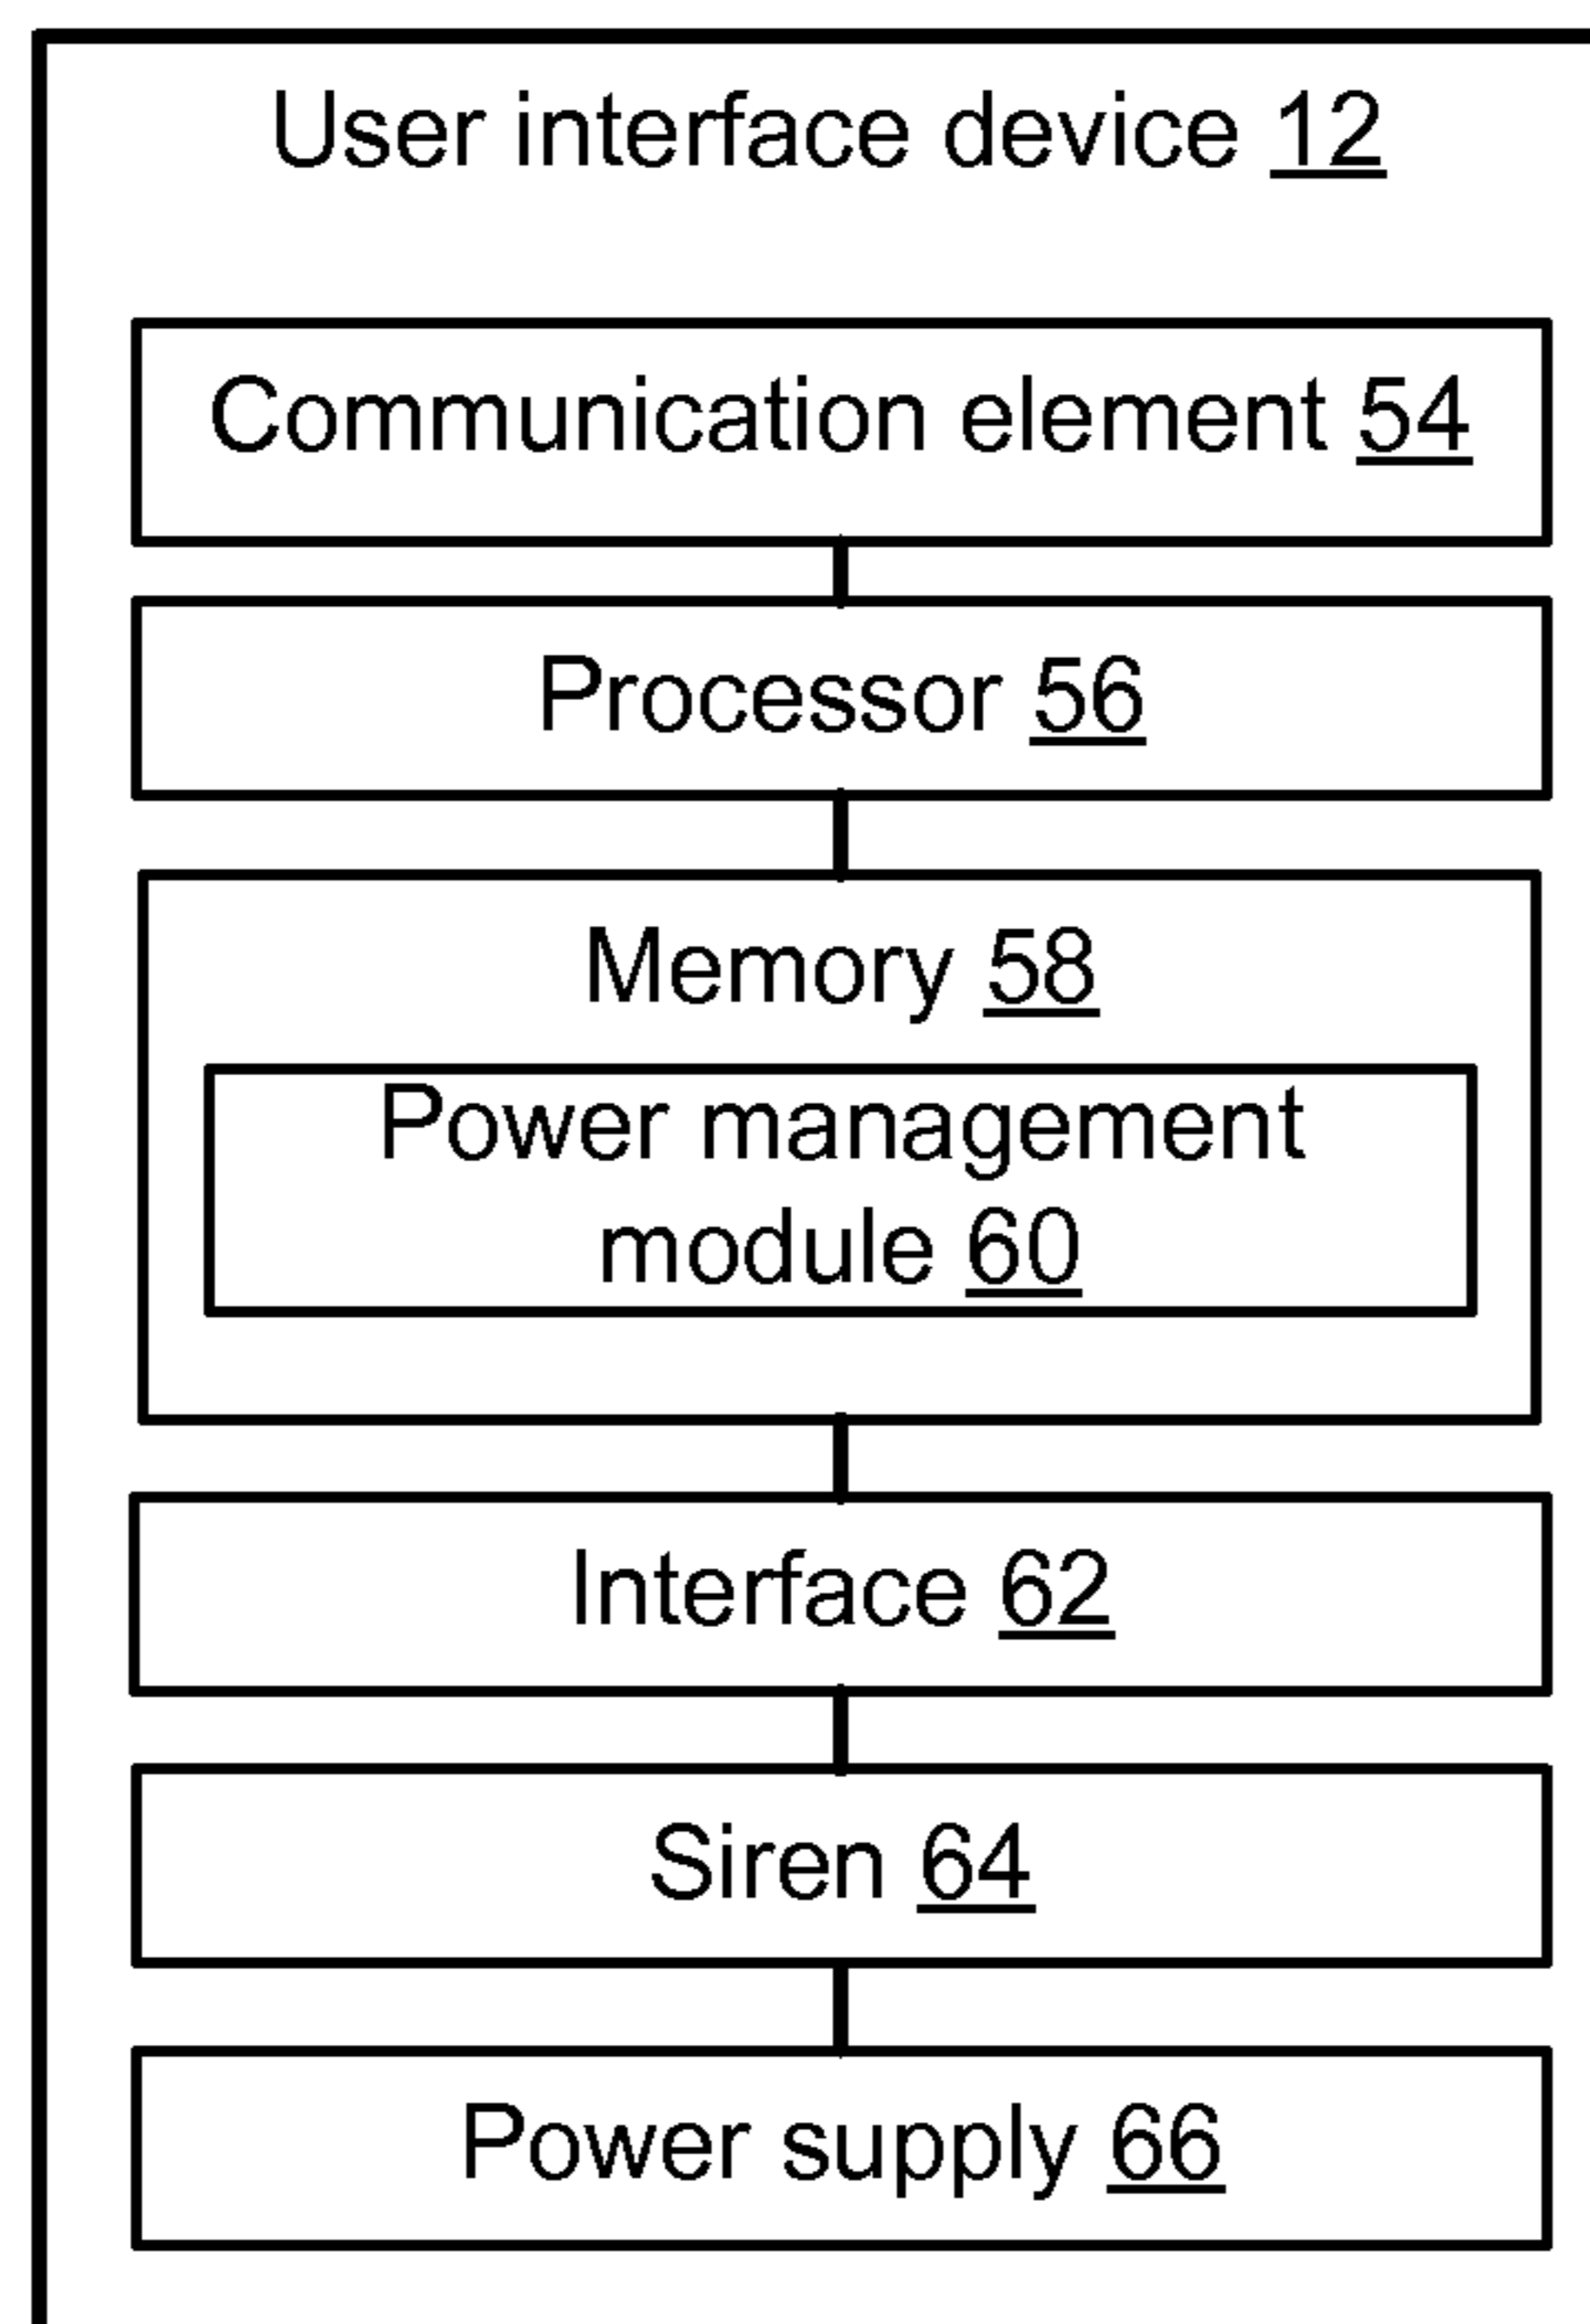 User interface device 12
Communication element 54
Processor 56
Memory 58
Power management
module 60
Interface 62
Siren 64
Power supply 66